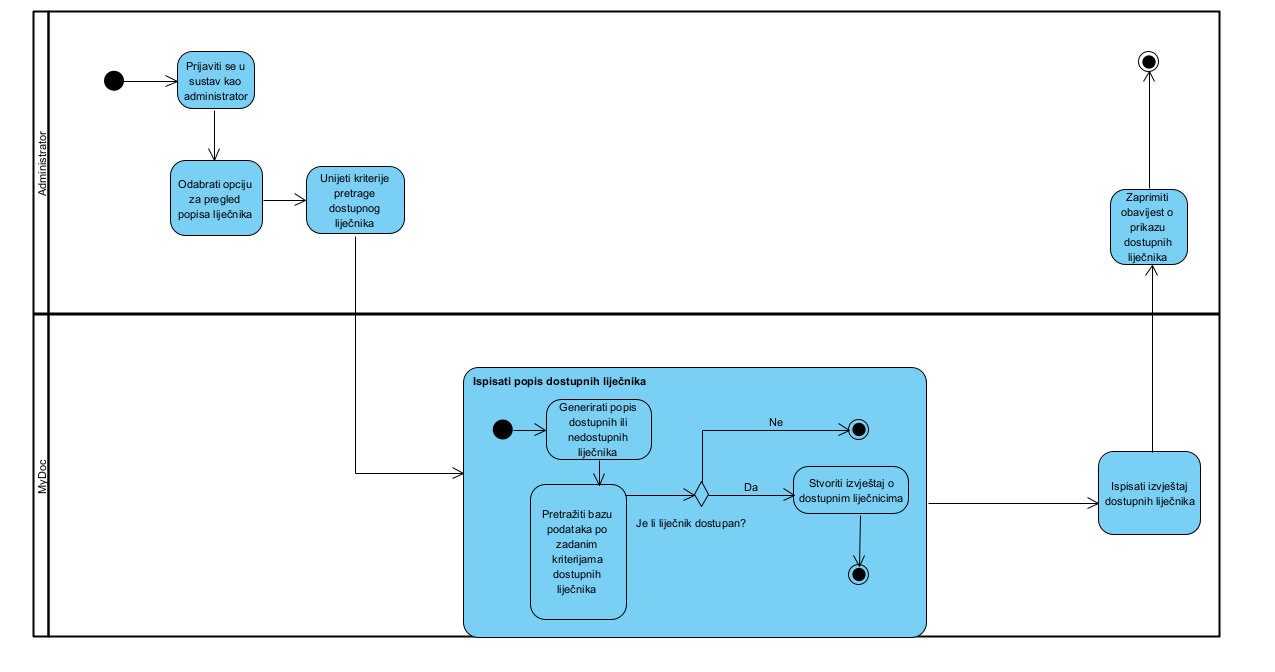 Administrator
Prijaviti se u
sustav kao
administrator
Odabrati opciju
za pregled
popisa liječnika
Unijeti kriterije
pretrage
dostupnog
liječnika
Zaprimiti
obavijest o
prikazu
dostupnih
liječnika
MyDoc
Ispisati popis dostupnih liječnika
Generirati popis
dostupnih ili
nedostupnih
liječnika
Ne
Pretražiti bazu
podataka po
zadanim
kriterijama
dostupnih
liječnika
Da
Je li liječnik dostupan?
Stvoriti izvještaj o
dostupnim liječnicima
Ispisati izvještaj
dostupnih liječnika